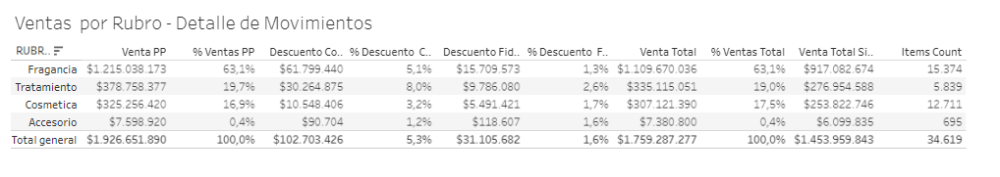 Ventas por Rubro - Detalle de Movimientos
RUBR.. Venta PP % Ventas PP Descuento Co.. % Descuento C.. Descuento Fid.. % Descuento F.. Venta Total % Ventas Total Venta Total Si.. Items Count
Fragancia $1.215.038.173 63,1% $61.799.440 5,1% $15.709.573 1,3% $1.109.670.036 63,1% $917.082.674 15.374
Tratamiento $378.758.377 19,7% $30.264.875 8,0% $9.786.080 2,6% $335.115.051 19,0% $276.954.588 5.839
Cosmetica $325.256.420 16,9% $10.548.406 3,2% $5.491.421 1,7% $307.121.390 17,5% $253.822.746 12.711
Accesorio $7.598.920 0,4% $90.704 1,2% $118.607 1,6% $7.380.800 0,4% $6.099.835 695
Total general $1.926.651.890 100,0% $102.703.426 5,3% $31.105.682 1,6% $1.759.287.277 100,0% $1.453.959.843 34.619